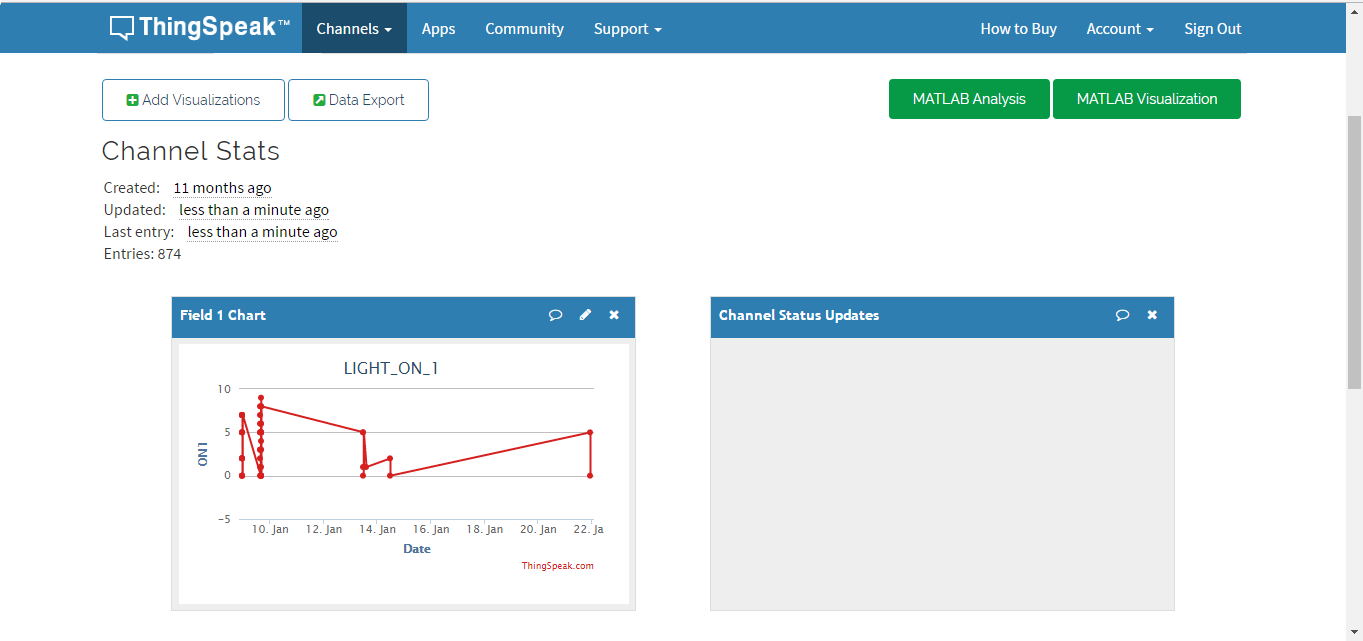 ThingSpeak™ Channels Apps Community Support How to Buy Account Sign Out
Add Visualizations Data Export MATLAB Analysis MATLAB Visualization
Channel Stats
Created: 11 months ago
Updated: less than a minute ago
Last entry: less than a minute ago
Entries: 874
Field 1 Chart
LIGHT_ON_1
10
5
0
-5
ON1
10. Jan 12. Jan 14. Jan 16. Jan 18. Jan 20. Jan 22. Ja
Date
ThingSpeak.com
Channel Status Updates